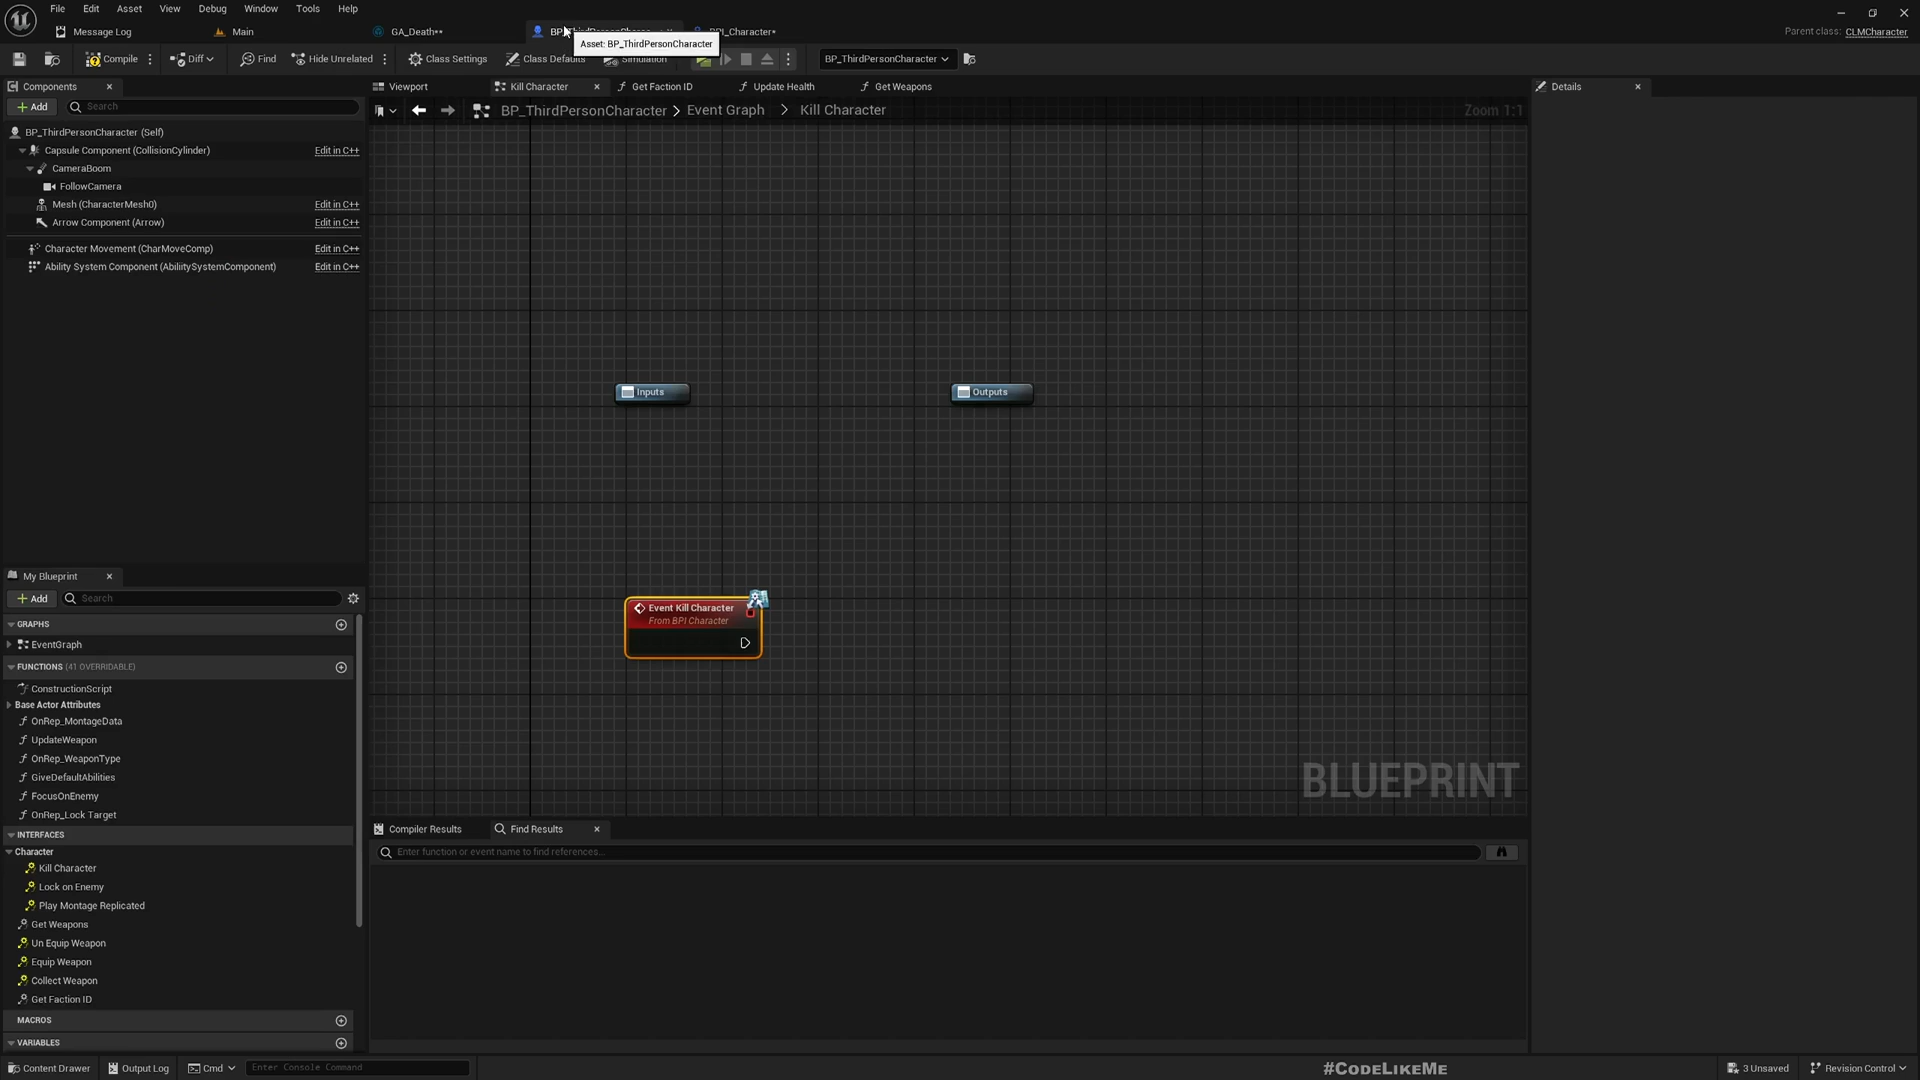 File Edit Asset View Debug Window Tools Help
Message Log Main GA_Death** BPI_Character*
Parent class: CLMCharacter
Asset: BP_ThirdPersonCharacter
Compile Diff Find Hide Unrelated Class Settings Class Defaults Simulation BP_ThirdPersonCharacter
Components
Viewport Kill Character Get Faction ID Update Health Get Weapons
Details
Add Search
BP_ThirdPersonCharacter > Event Graph > Kill Character
Zoom 1:1
BP_ThirdPersonCharacter (Self)
Capsule Component (CollisionCylinder) Edit in C++
CameraBoom
FollowCamera
Mesh (CharacterMesh0) Edit in C++
Arrow Component (Arrow) Edit in C++
Character Movement (CharMoveComp) Edit in C++
Ability System Component (AbilitySystemComponent) Edit in C++
Inputs
Outputs
Event Kill Character
From BPI Character
BLUEPRINT
My Blueprint
Add Search
GRAPHS
EventGraph
FUNCTIONS (41 OVERRIDABLE)
ConstructionScript
Base Actor Attributes
OnRep_MontageData
UpdateWeapon
OnRep_WeaponType
GiveDefaultAbilities
FocusOnEnemy
OnRep_Lock Target
INTERFACES
Character
Kill Character
Lock on Enemy
Play Montage Replicated
Get Weapons
Un Equip Weapon
Equip Weapon
Collect Weapon
Get Faction ID
MACROS
VARIABLES
Compiler Results Find Results
Enter function or event name to find references...
Content Drawer Output Log Cmd Enter Console Command
#CODELIKEME
3 Unsaved Revision Control